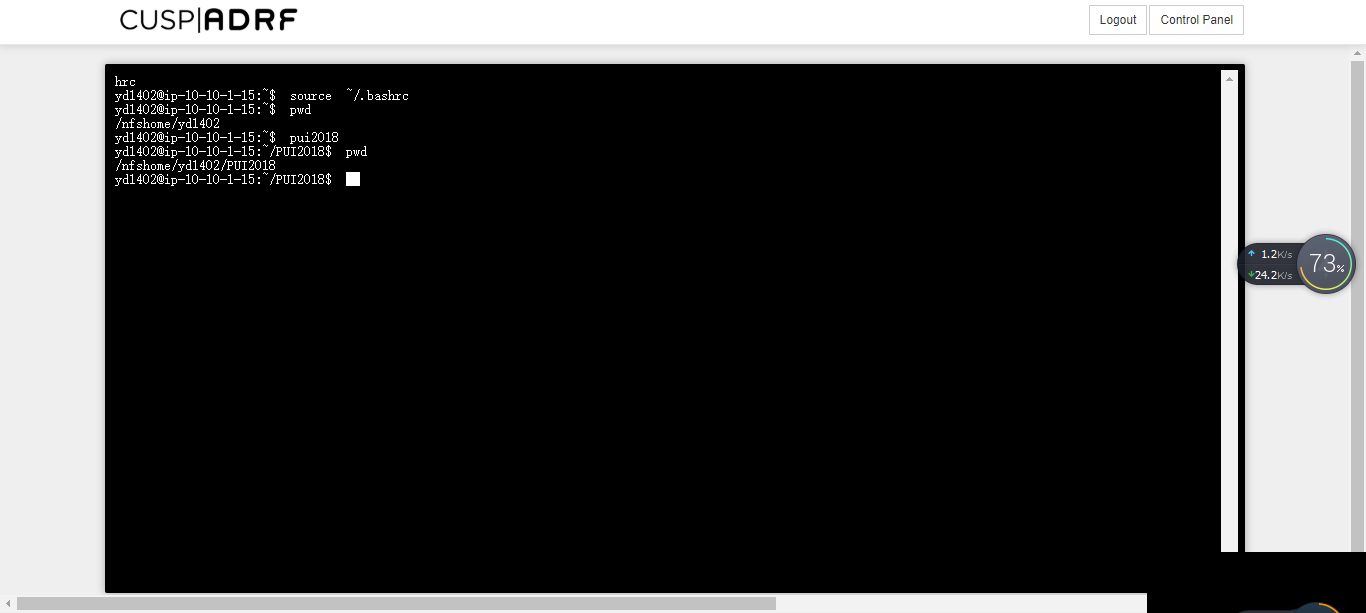 CUSP|ADRF
Logout
Control Panel
hrc
yd1402@ip-10-10-1-15:~$ source ~/.bashrc
yd1402@ip-10-10-1-15:~$ pwd
/nfshome/yd1402
yd1402@ip-10-10-1-15:~$ pui2018
yd1402@ip-10-10-1-15:~/PUI2018$ pwd
/nfshome/yd1402/PUI2018
yd1402@ip-10-10-1-15:~/PUI2018$
1.2K/s
24.2K/s
73%